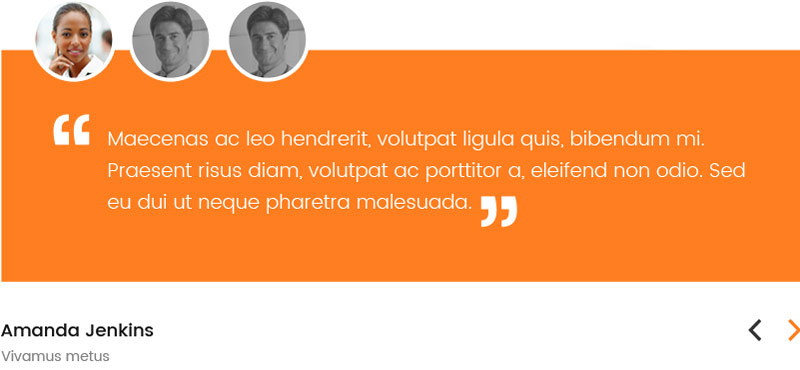 “ Maecenas ac leo hendrerit, volutpat ligula quis, bibendum mi.
Praesent risus diam, volutpat ac porttitor a, eleifend non odio. Sed
eu dui ut neque pharetra malesuada. ”
Amanda Jenkins
Vivamus metus